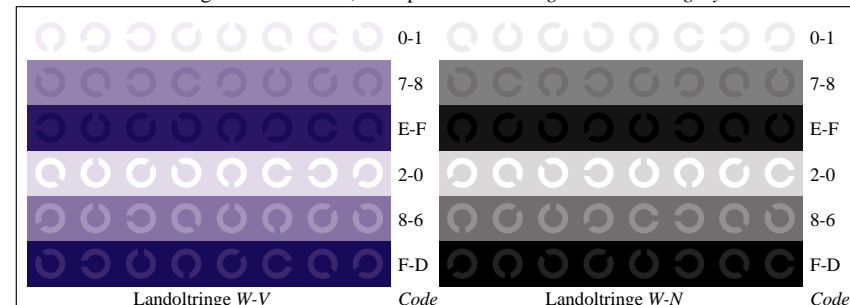 0-1 0-1
7-8 7-8
E-F E-F
2-0 2-0
8-6 8-6
F-D F-D
Landoltringe W-V Code Landoltringe W-N Code